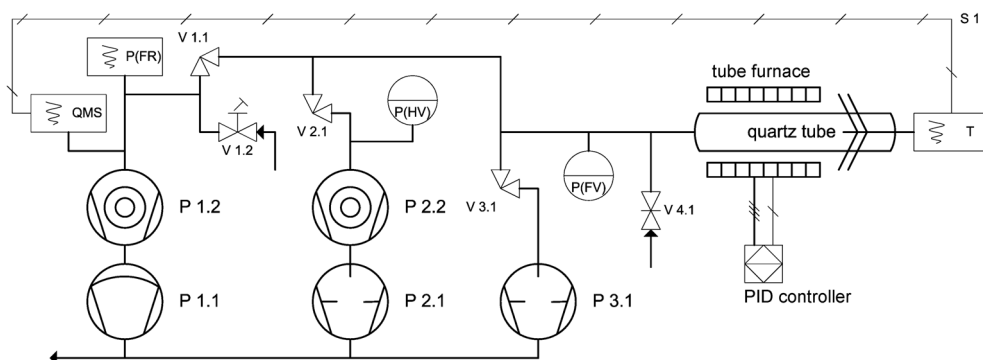 S 1
V 1.1
P(FR)
tube furnace
QMS
P(HV)
V 2.1
quartz tube
T
V 1.2
P(FV)
V 3.1
V 4.1
P 1.2
P 2.2
P 1.1
P 2.1
P 3.1
PID controller